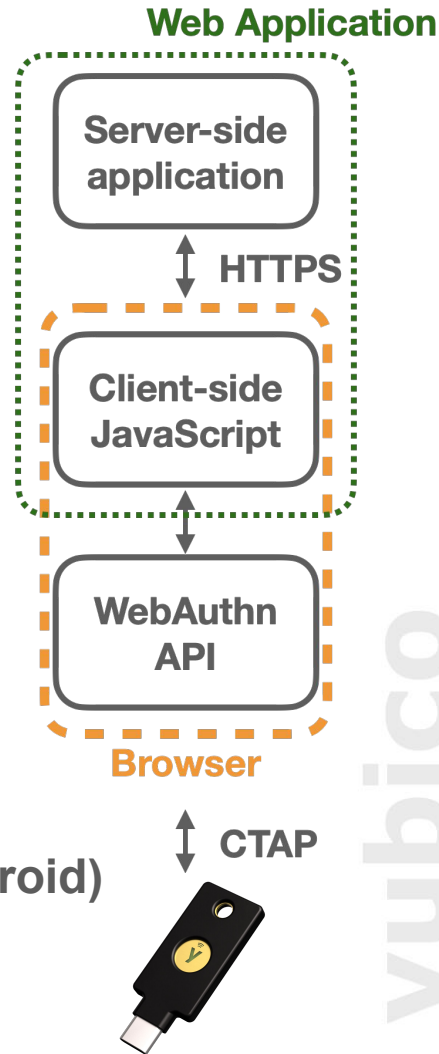 Web Application
Server-side
application
HTTPS
Client-side
JavaScript
WebAuthn
API
Browser
CTAP
roid)
y
yubico